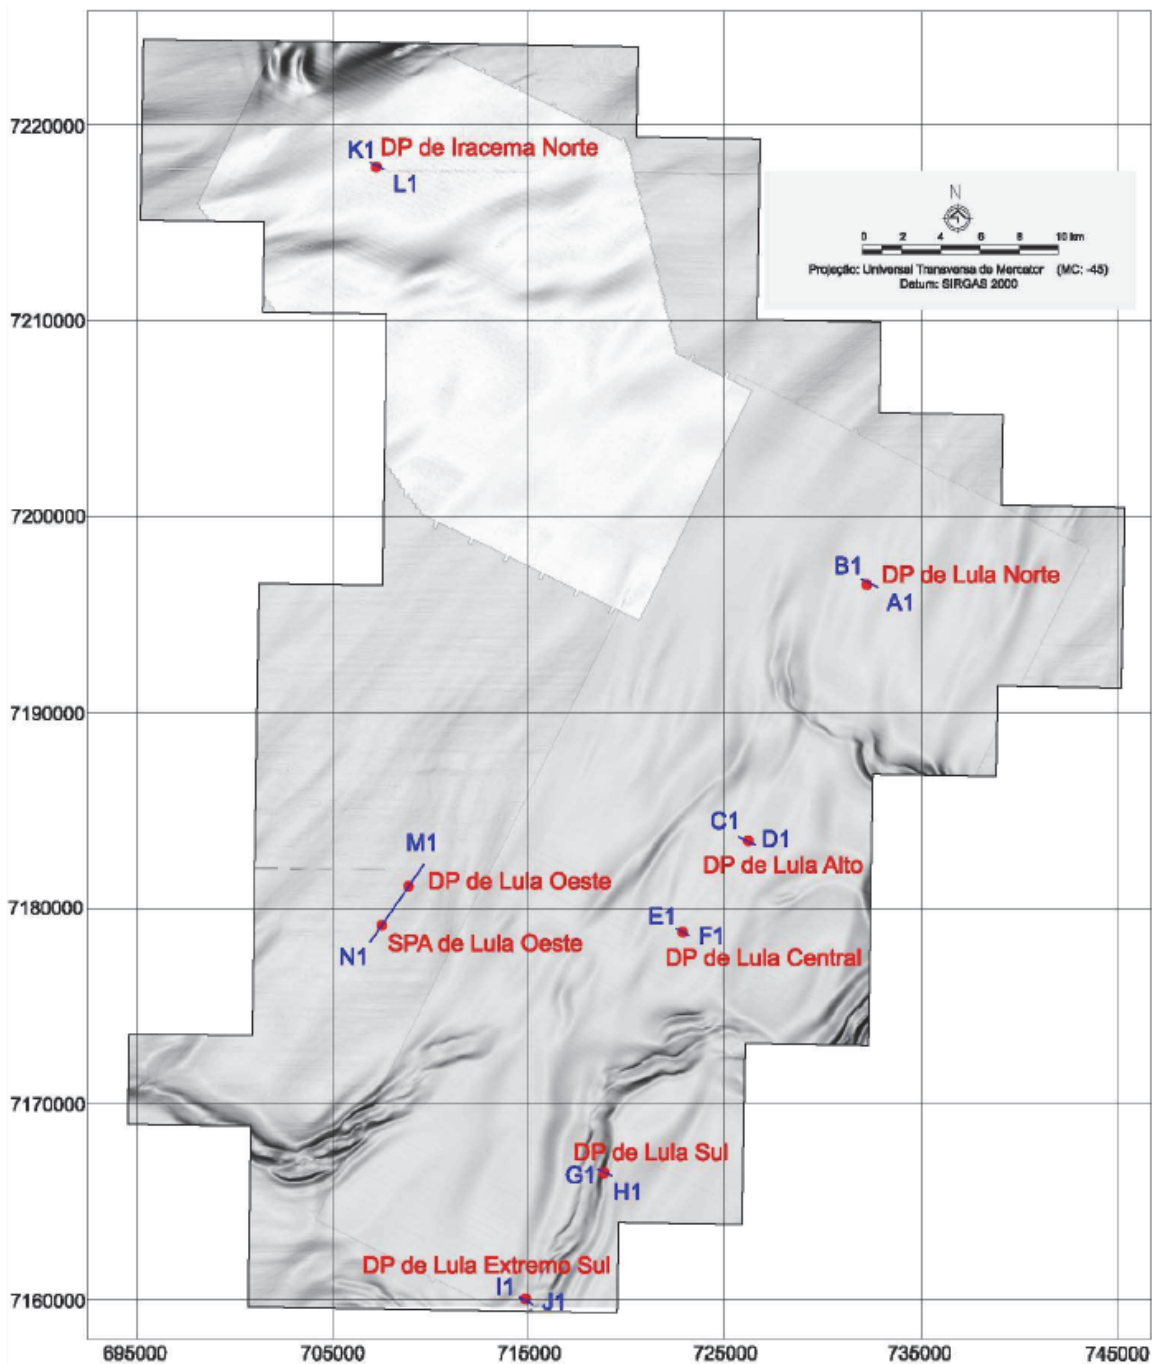 7220000
K1 DP de Iracema Norte
L1
N
0 2 4 6 8 10 km
Projeção: Universal Transversa de Mercator (MC: -45)
Datum: SIRGAS 2000
7210000
7200000
B1 DP de Lula Norte
A1
7190000
C1 D1
M1
DP de Lula Alto
DP de Lula Oeste
7180000
E1 F1
SPA de Lula Oeste
N1
DP de Lula Central
7170000
DP de Lula Sul
G1
H1
DP de Lula Extremo Sul
I1 J1
7160000
695000 705000 715000 725000 735000 745000